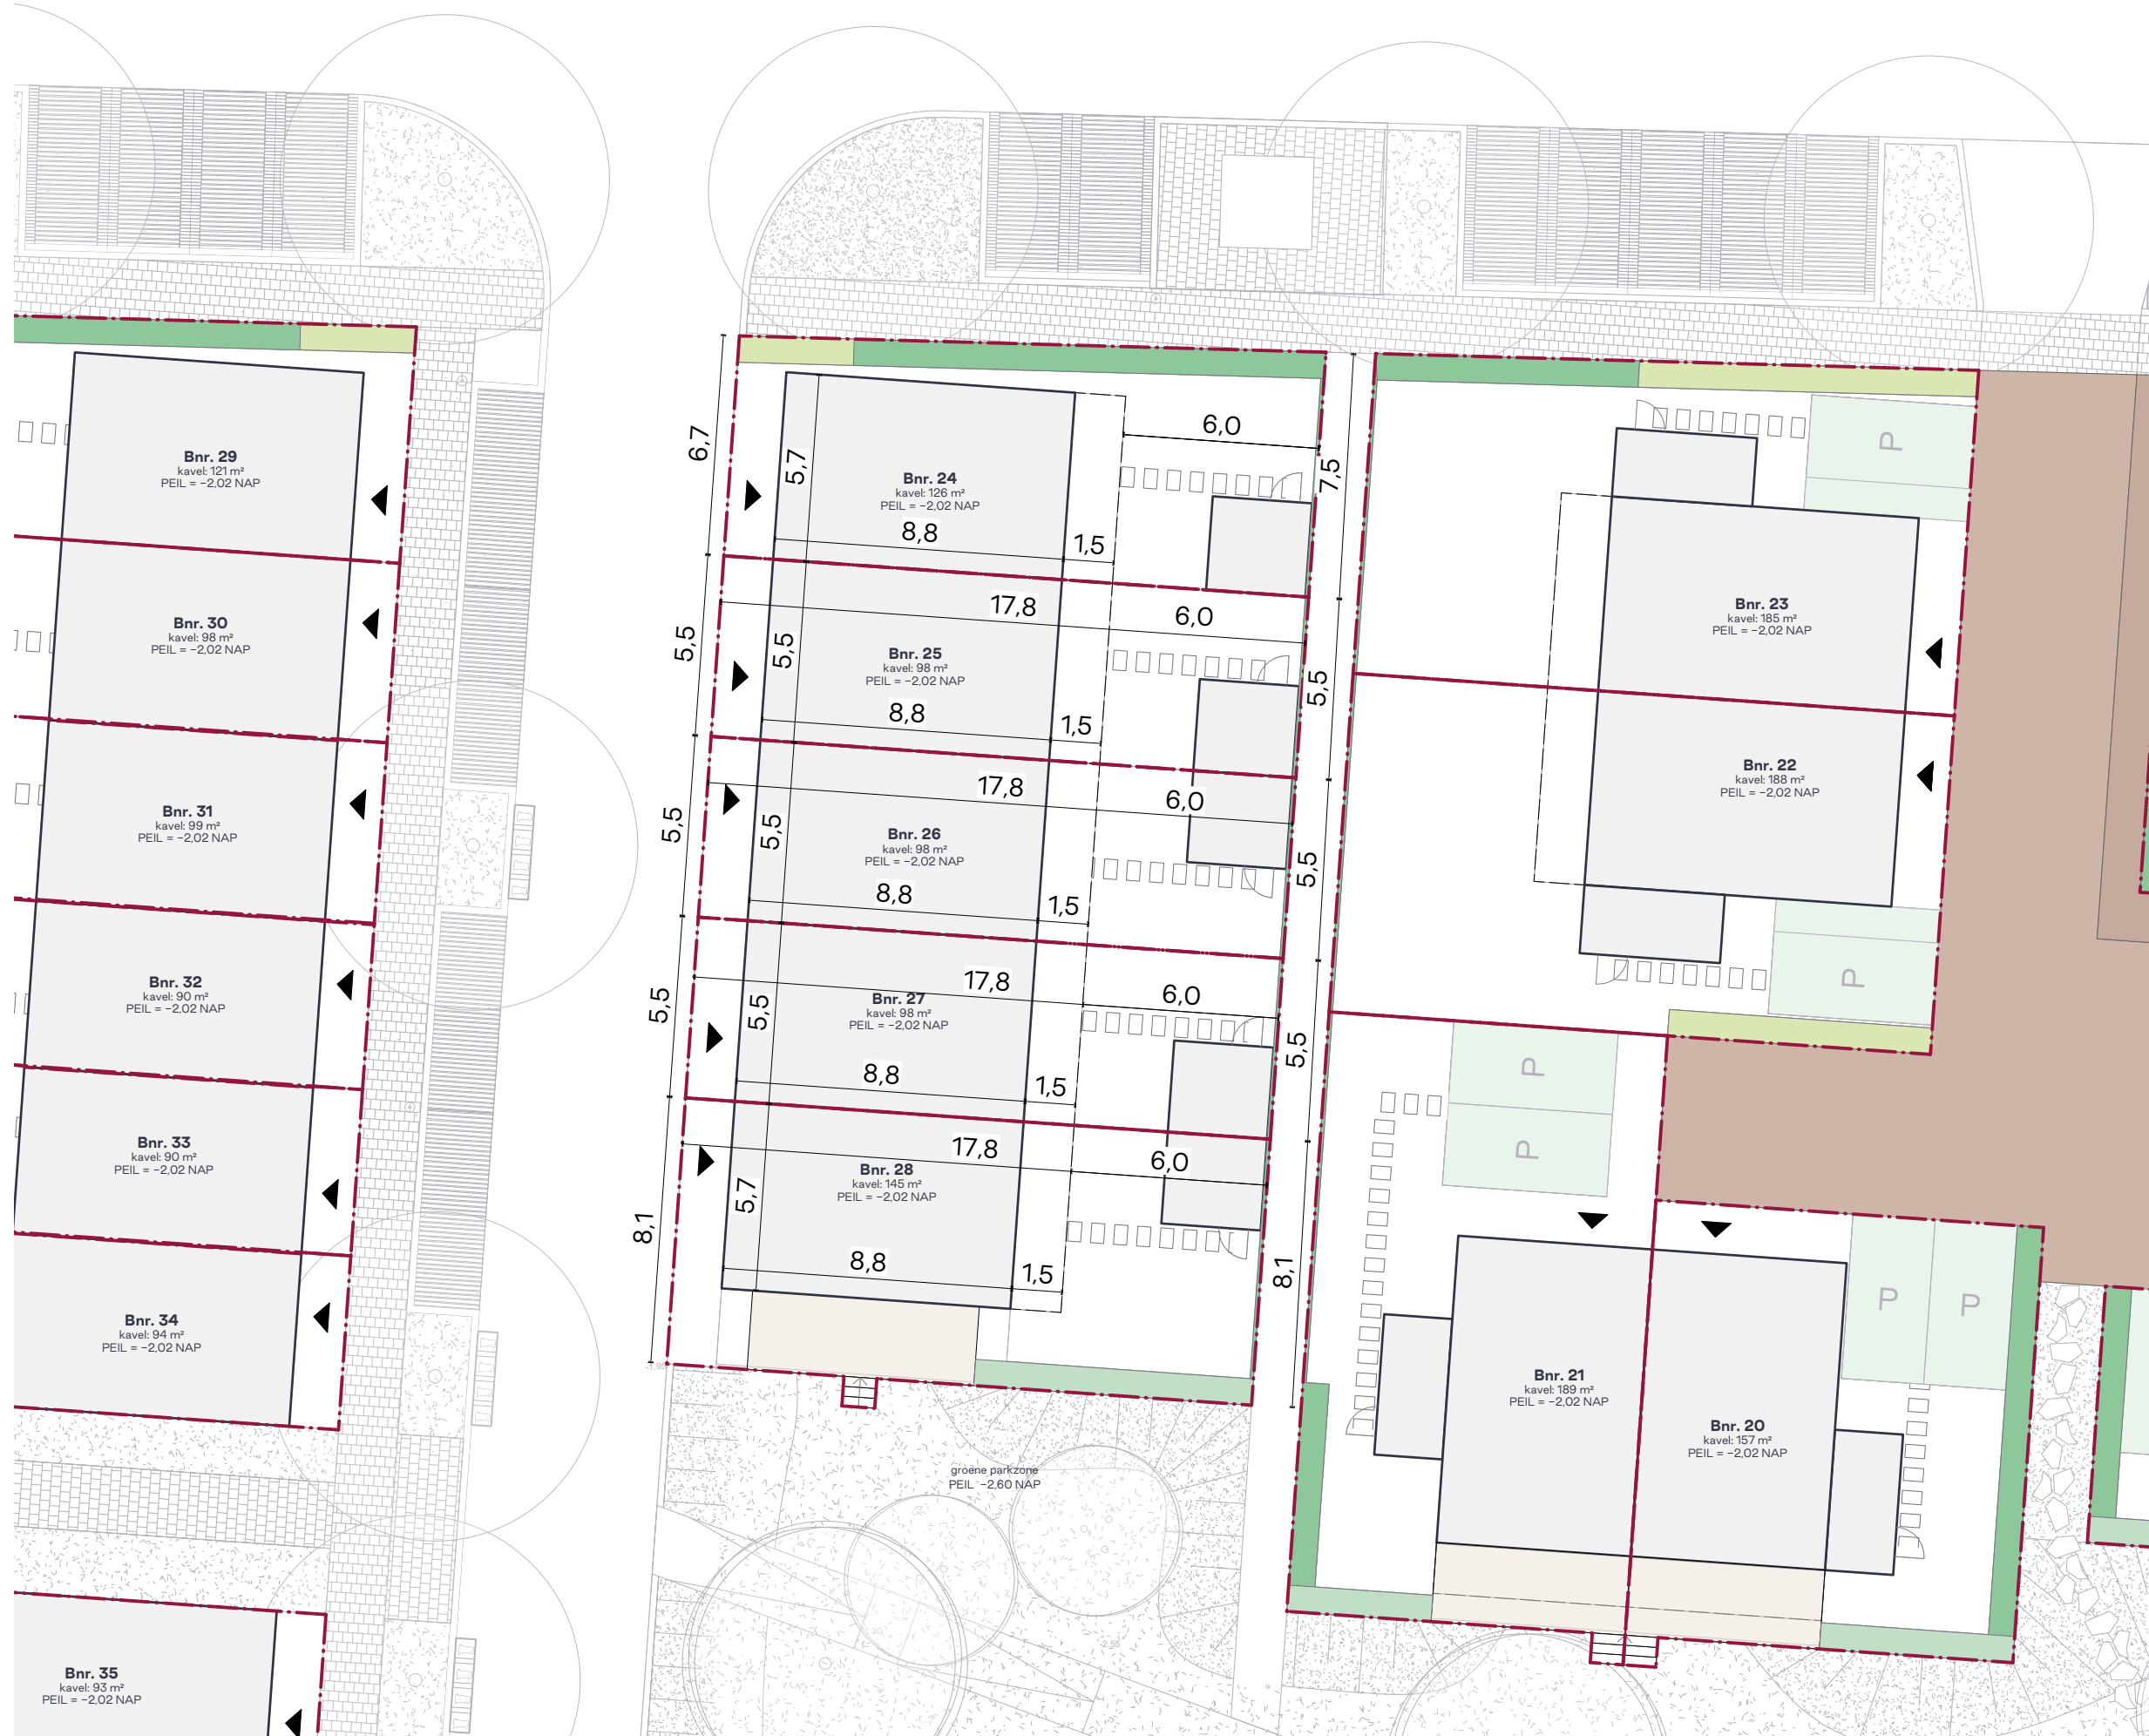 Bnr. 29
kavel: 121 m²
PEIL = −2,02 NAP
Bnr. 30
kavel: 98 m²
PEIL = −2,02 NAP
Bnr. 31
kavel: 99 m²
PEIL = −2,02 NAP
Bnr. 32
kavel: 90 m²
PEIL = −2,02 NAP
Bnr. 33
kavel: 90 m²
PEIL = −2,02 NAP
Bnr. 34
kavel: 94 m²
PEIL = −2,02 NAP
Bnr. 35
kavel: 93 m²
PEIL = −2,02 NAP
6,7
5,5
5,5
5,5
8,1
5,7
Bnr. 24
kavel: 126 m²
PEIL = −2,02 NAP
8,8
1,5
6,0
17,8
6,0
5,5
Bnr. 25
kavel: 98 m²
PEIL = −2,02 NAP
8,8
1,5
17,8
6,0
5,5
Bnr. 26
kavel: 98 m²
PEIL = −2,02 NAP
8,8
1,5
17,8
6,0
5,5
Bnr. 27
kavel: 98 m²
PEIL = −2,02 NAP
8,8
1,5
17,8
6,0
5,7
Bnr. 28
kavel: 145 m²
PEIL = −2,02 NAP
8,8
1,5
7,5
5,5
5,5
5,5
8,1
groene parkzone
PEIL −2,60 NAP
P
Bnr. 23
kavel: 185 m²
PEIL = −2,02 NAP
Bnr. 22
kavel: 188 m²
PEIL = −2,02 NAP
P
P
P
P
P
Bnr. 21
kavel: 189 m²
PEIL = −2,02 NAP
Bnr. 20
kavel: 157 m²
PEIL = −2,02 NAP